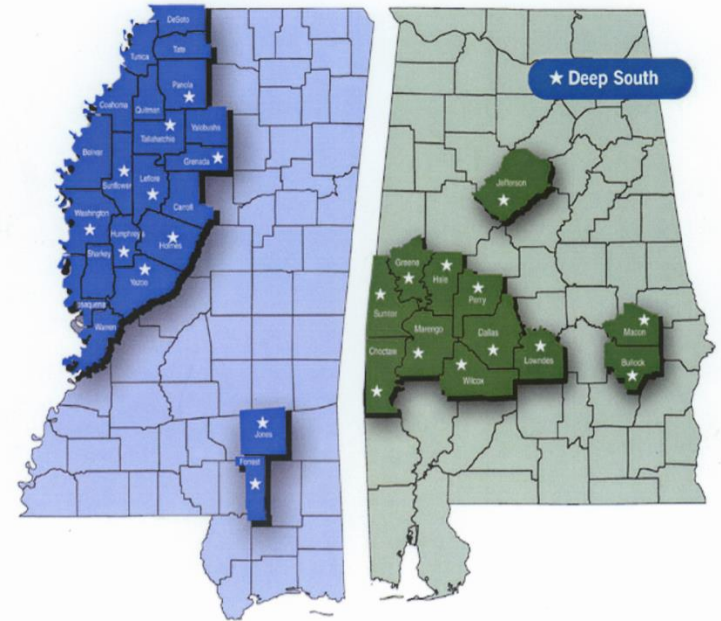 DeSoto
Tunica
Tate
Panola
Coahoma
Quitman
Tallahatchie
Yalobusha
Bolivar
Sunflower
Leflore
Grenada
Carroll
Washington
Humphreys
Holmes
Sharkey
Yazoo
Issaquena
Warren
Jones
Forrest
Deep South
Jefferson
Greene
Hale
Perry
Sumter
Marengo
Dallas
Choctaw
Wilcox
Lowndes
Macon
Bullock